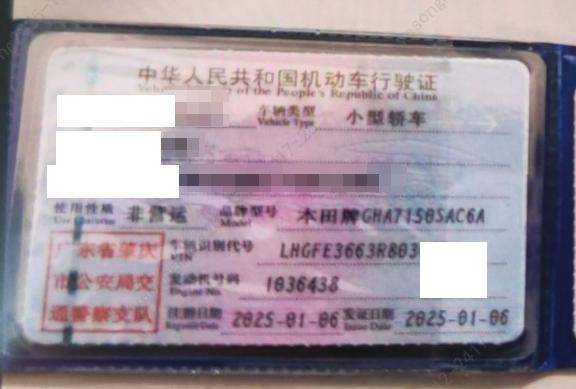 中华人民共和国机动车行驶证
of the People's Republic of China
车辆类型 小型轿车
Vehicle Type
使用性质 非营运 品牌型号 本田牌GHA7150SAC6A
Use Character Model
广东省肇庆 车辆识别代号 LHGFE3663R803
VIN
市公安局交 发动机号码 1036438
Engine No.
通警察支队 注册日期 2025-01-06 发证日期 2025-01-06
Register Date Issue Date